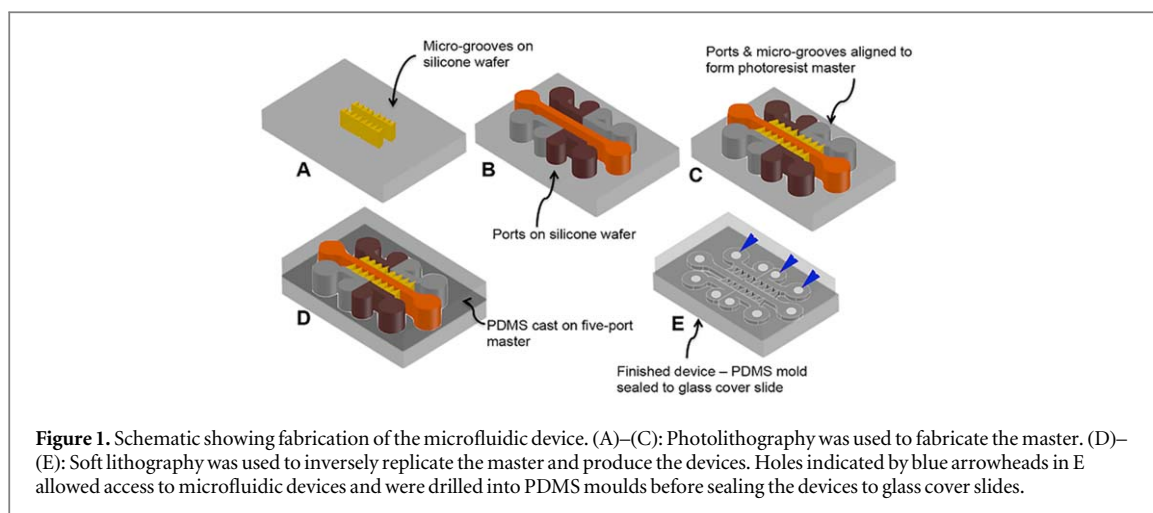 Micro-grooves on
silicone wafer
Ports & micro-grooves aligned to
form photoresist master
A
B
C
Ports on silicone wafer
D
PDMS cast on five-port
master
E
Finished device – PDMS mold
sealed to glass cover slide
Figure 1. Schematic showing fabrication of the microfluidic device. (A)–(C): Photolithography was used to fabricate the master. (D)–
(E): Soft lithography was used to inversely replicate the master and produce the devices. Holes indicated by blue arrowheads in E
allowed access to microfluidic devices and were drilled into PDMS moulds before sealing the devices to glass cover slides.